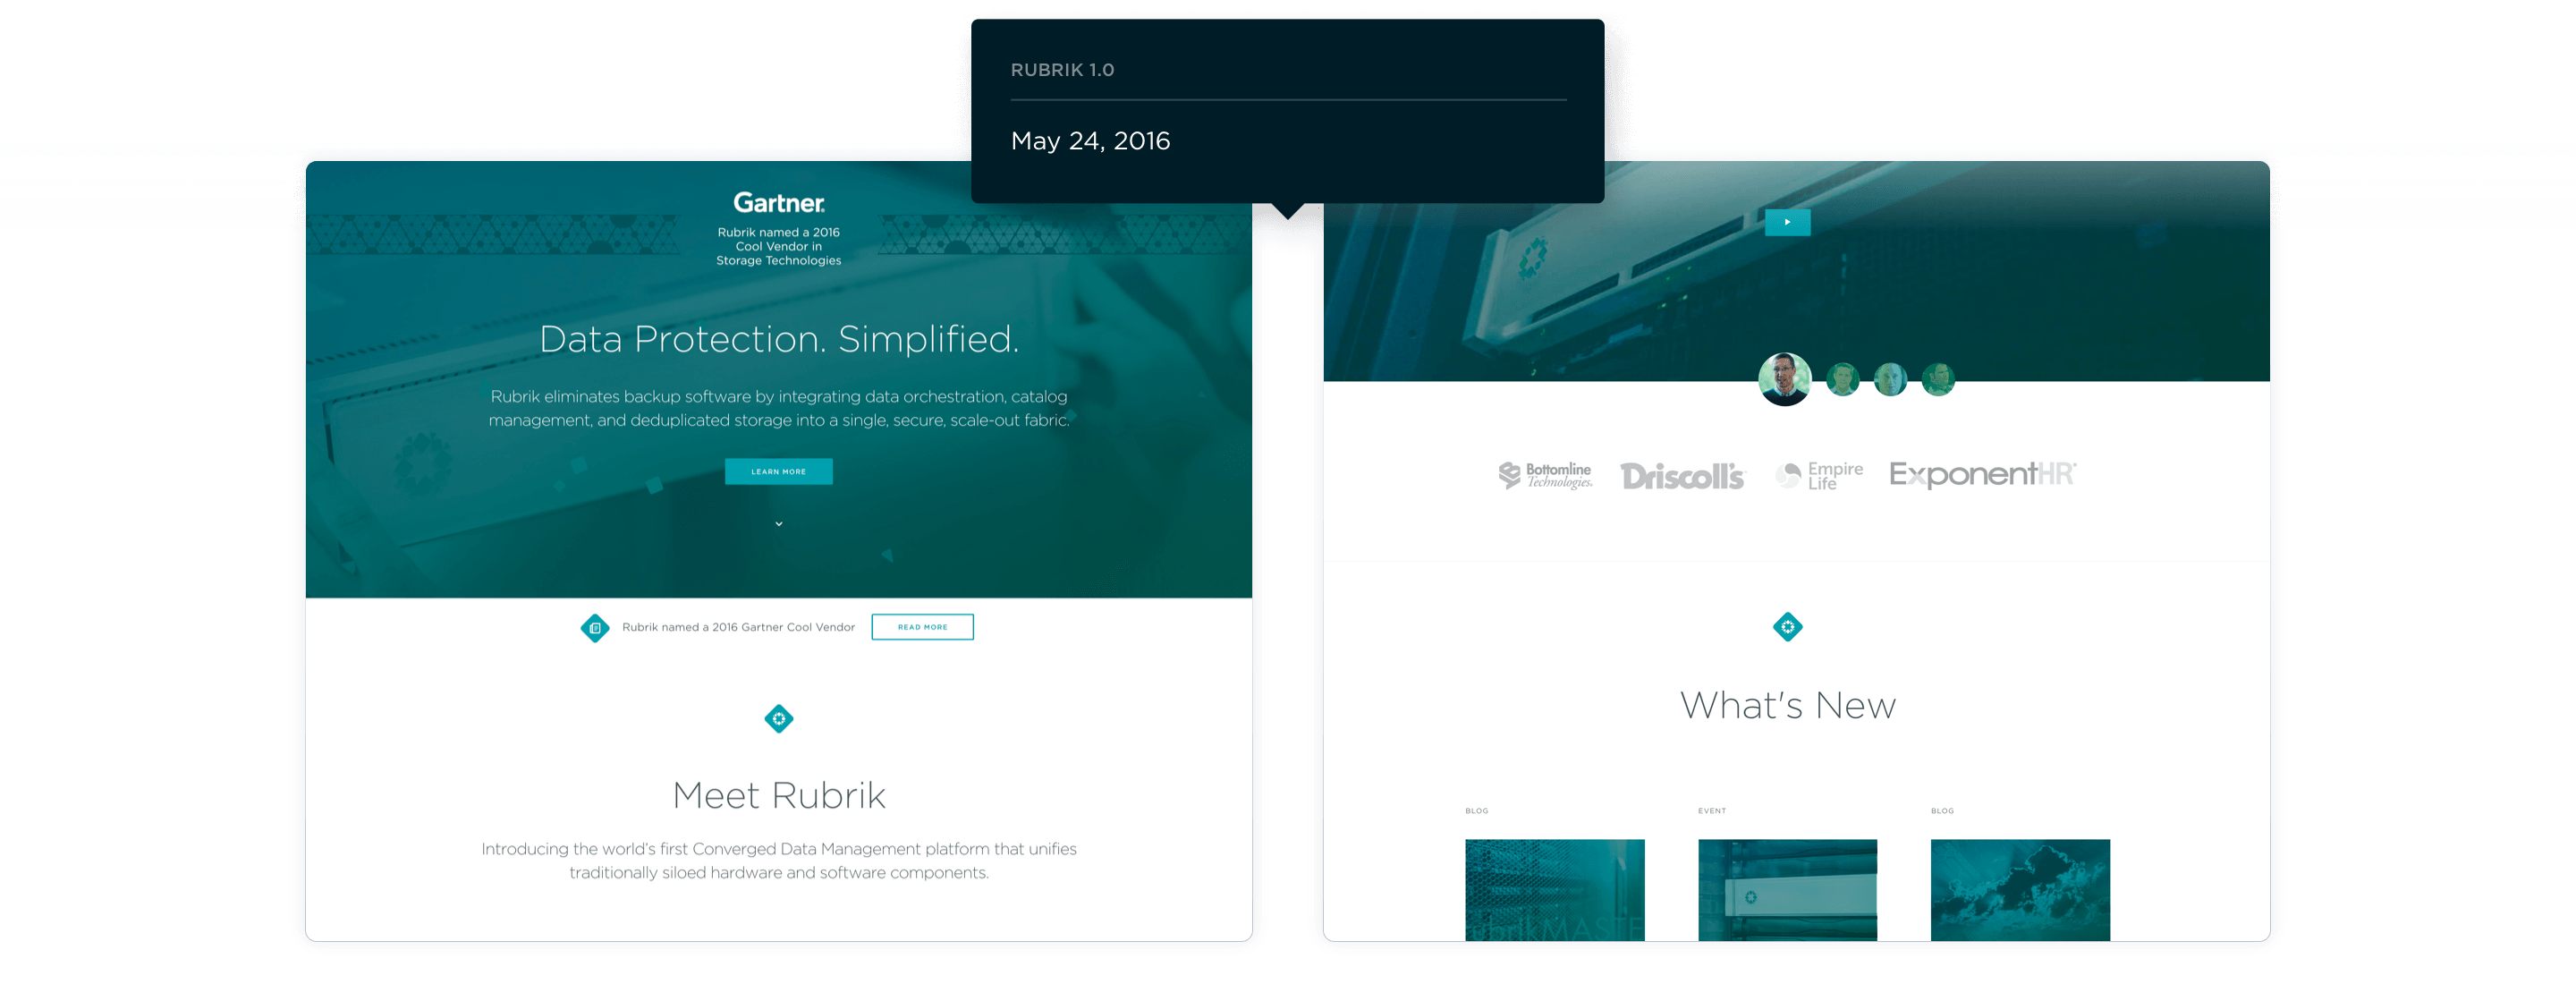 RUBRIK 1.0
May 24, 2016
Gartner.
Rubrik named a 2016
Cool Vendor in
Storage Technologies
Data Protection. Simplified.
Rubrik eliminates backup software by integrating data orchestration, catalog
management, and deduplicated storage into a single, secure, scale-out fabric.
LEARN MORE
Rubrik named a 2016 Gartner Cool Vendor
READ MORE
Meet Rubrik
Introducing the world's first Converged Data Management platform that unifies
traditionally siloed hardware and software components.
Bottomline
Technologies.
Driscoll's
Empire
Life
ExponentHR
What's New
BLOG
EVENT
BLOG
rubrikMASTE